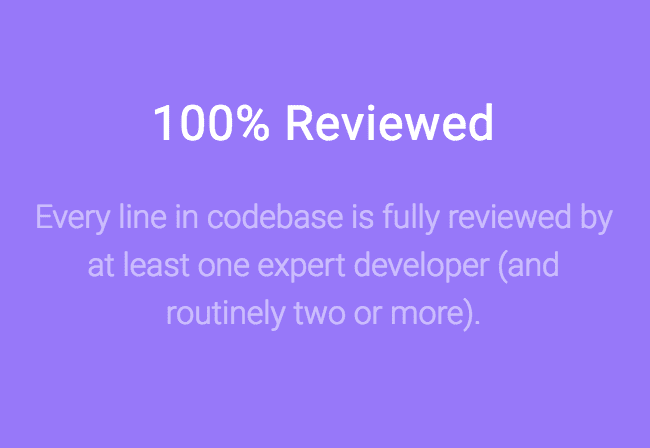 100% Reviewed
Every line in codebase is fully reviewed by
at least one expert developer (and
routinely two or more).